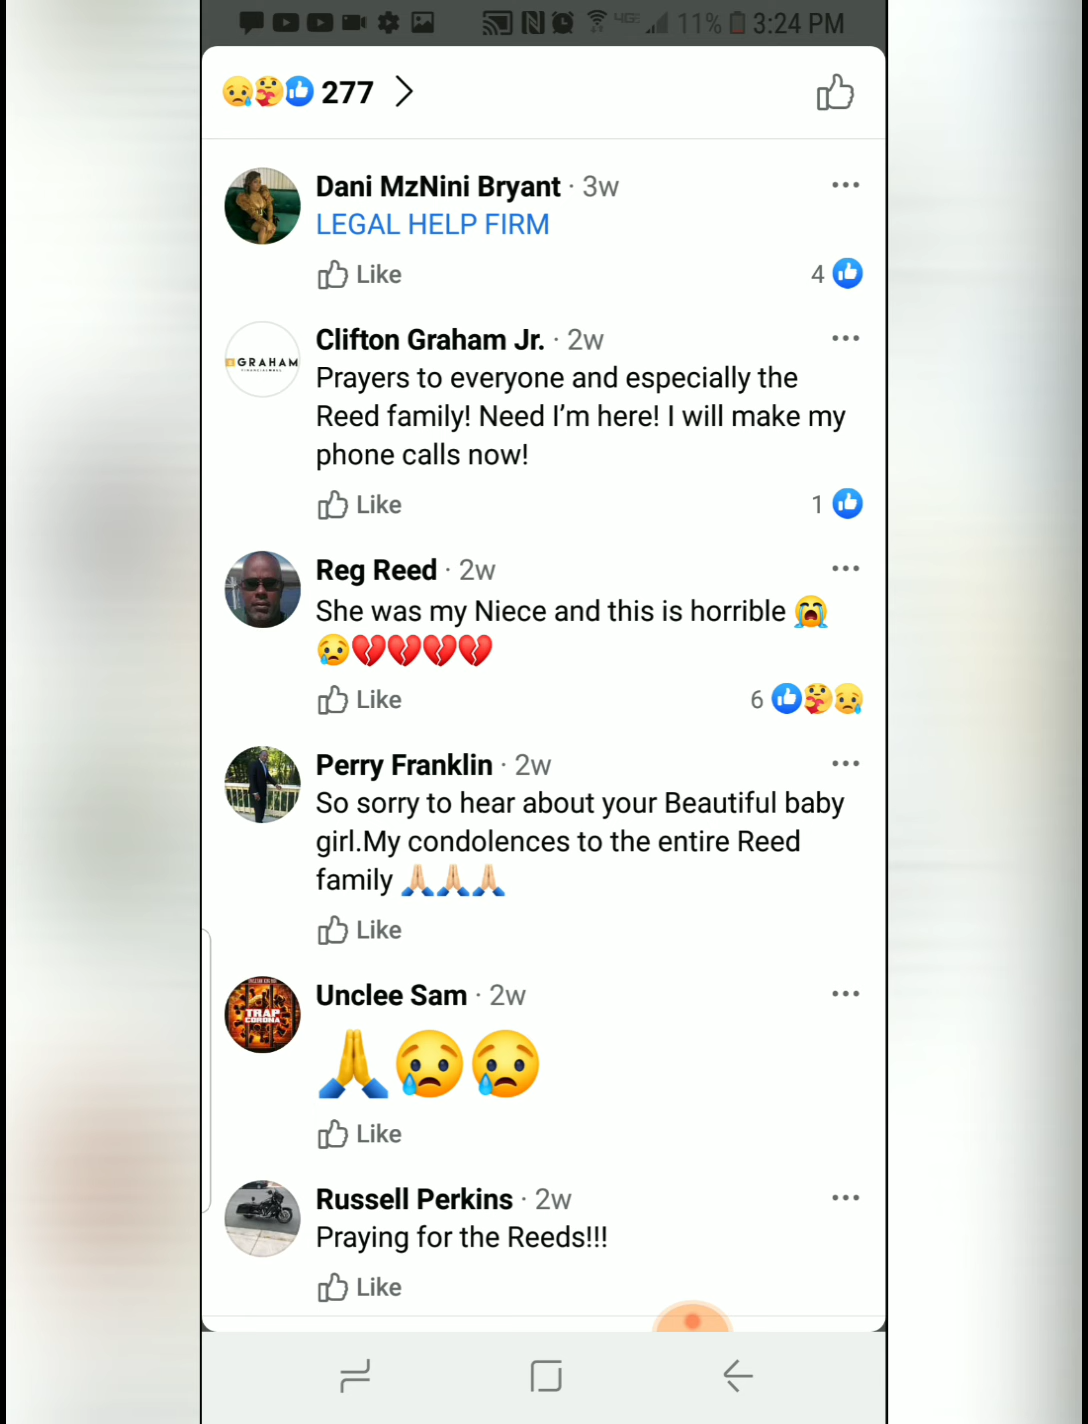 4GE 11% 3:24 PM
277
Dani MzNini Bryant · 3w
LEGAL HELP FIRM
Like 4
Clifton Graham Jr. · 2w
GRAHAM
Prayers to everyone and especially the
Reed family! Need I'm here! I will make my
phone calls now!
Like 1
Reg Reed · 2w
She was my Niece and this is horrible 😭
😢💔💔💔💔
Like 6
Perry Franklin · 2w
So sorry to hear about your Beautiful baby
girl.My condolences to the entire Reed
family 🙏🏼🙏🏼🙏🏼
Like
Unclee Sam · 2w
TRAP
CORONA
🙏😢😢
Like
Russell Perkins · 2w
Praying for the Reeds!!!
Like